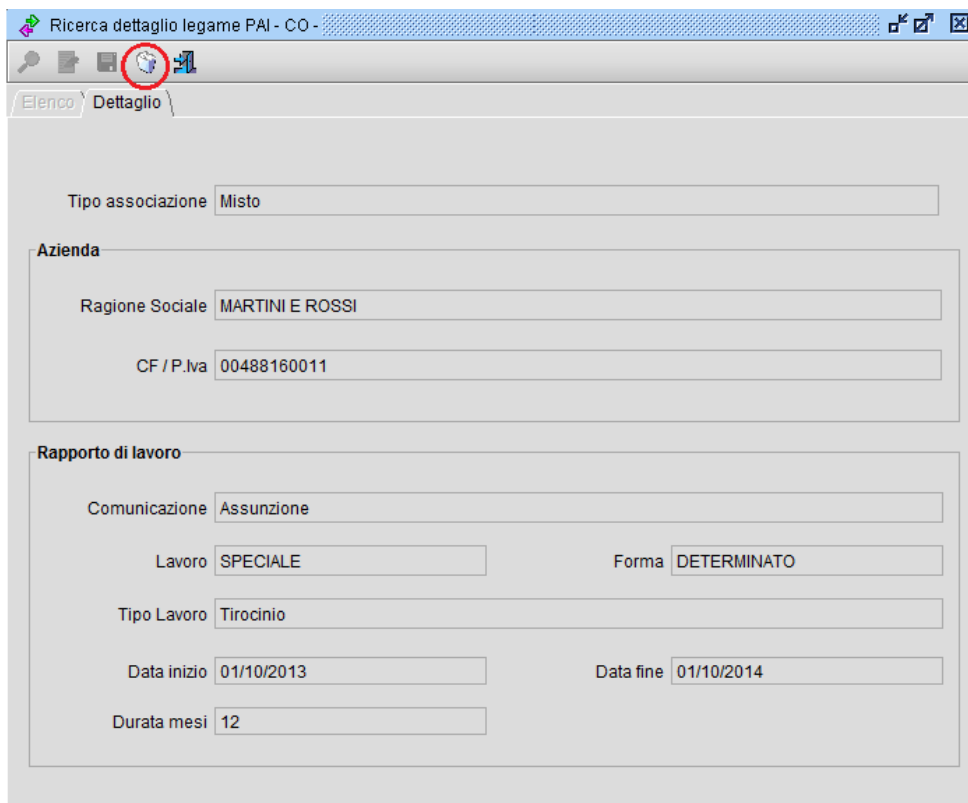 Ricerca dettaglio legame PAI - CO -
Elenco Dettaglio
Tipo associazione Misto
Azienda
Ragione Sociale MARTINI E ROSSI
CF / P.Iva 00488160011
Rapporto di lavoro
Comunicazione Assunzione
Lavoro SPECIALE Forma DETERMINATO
Tipo Lavoro Tirocinio
Data inizio 01/10/2013 Data fine 01/10/2014
Durata mesi 12